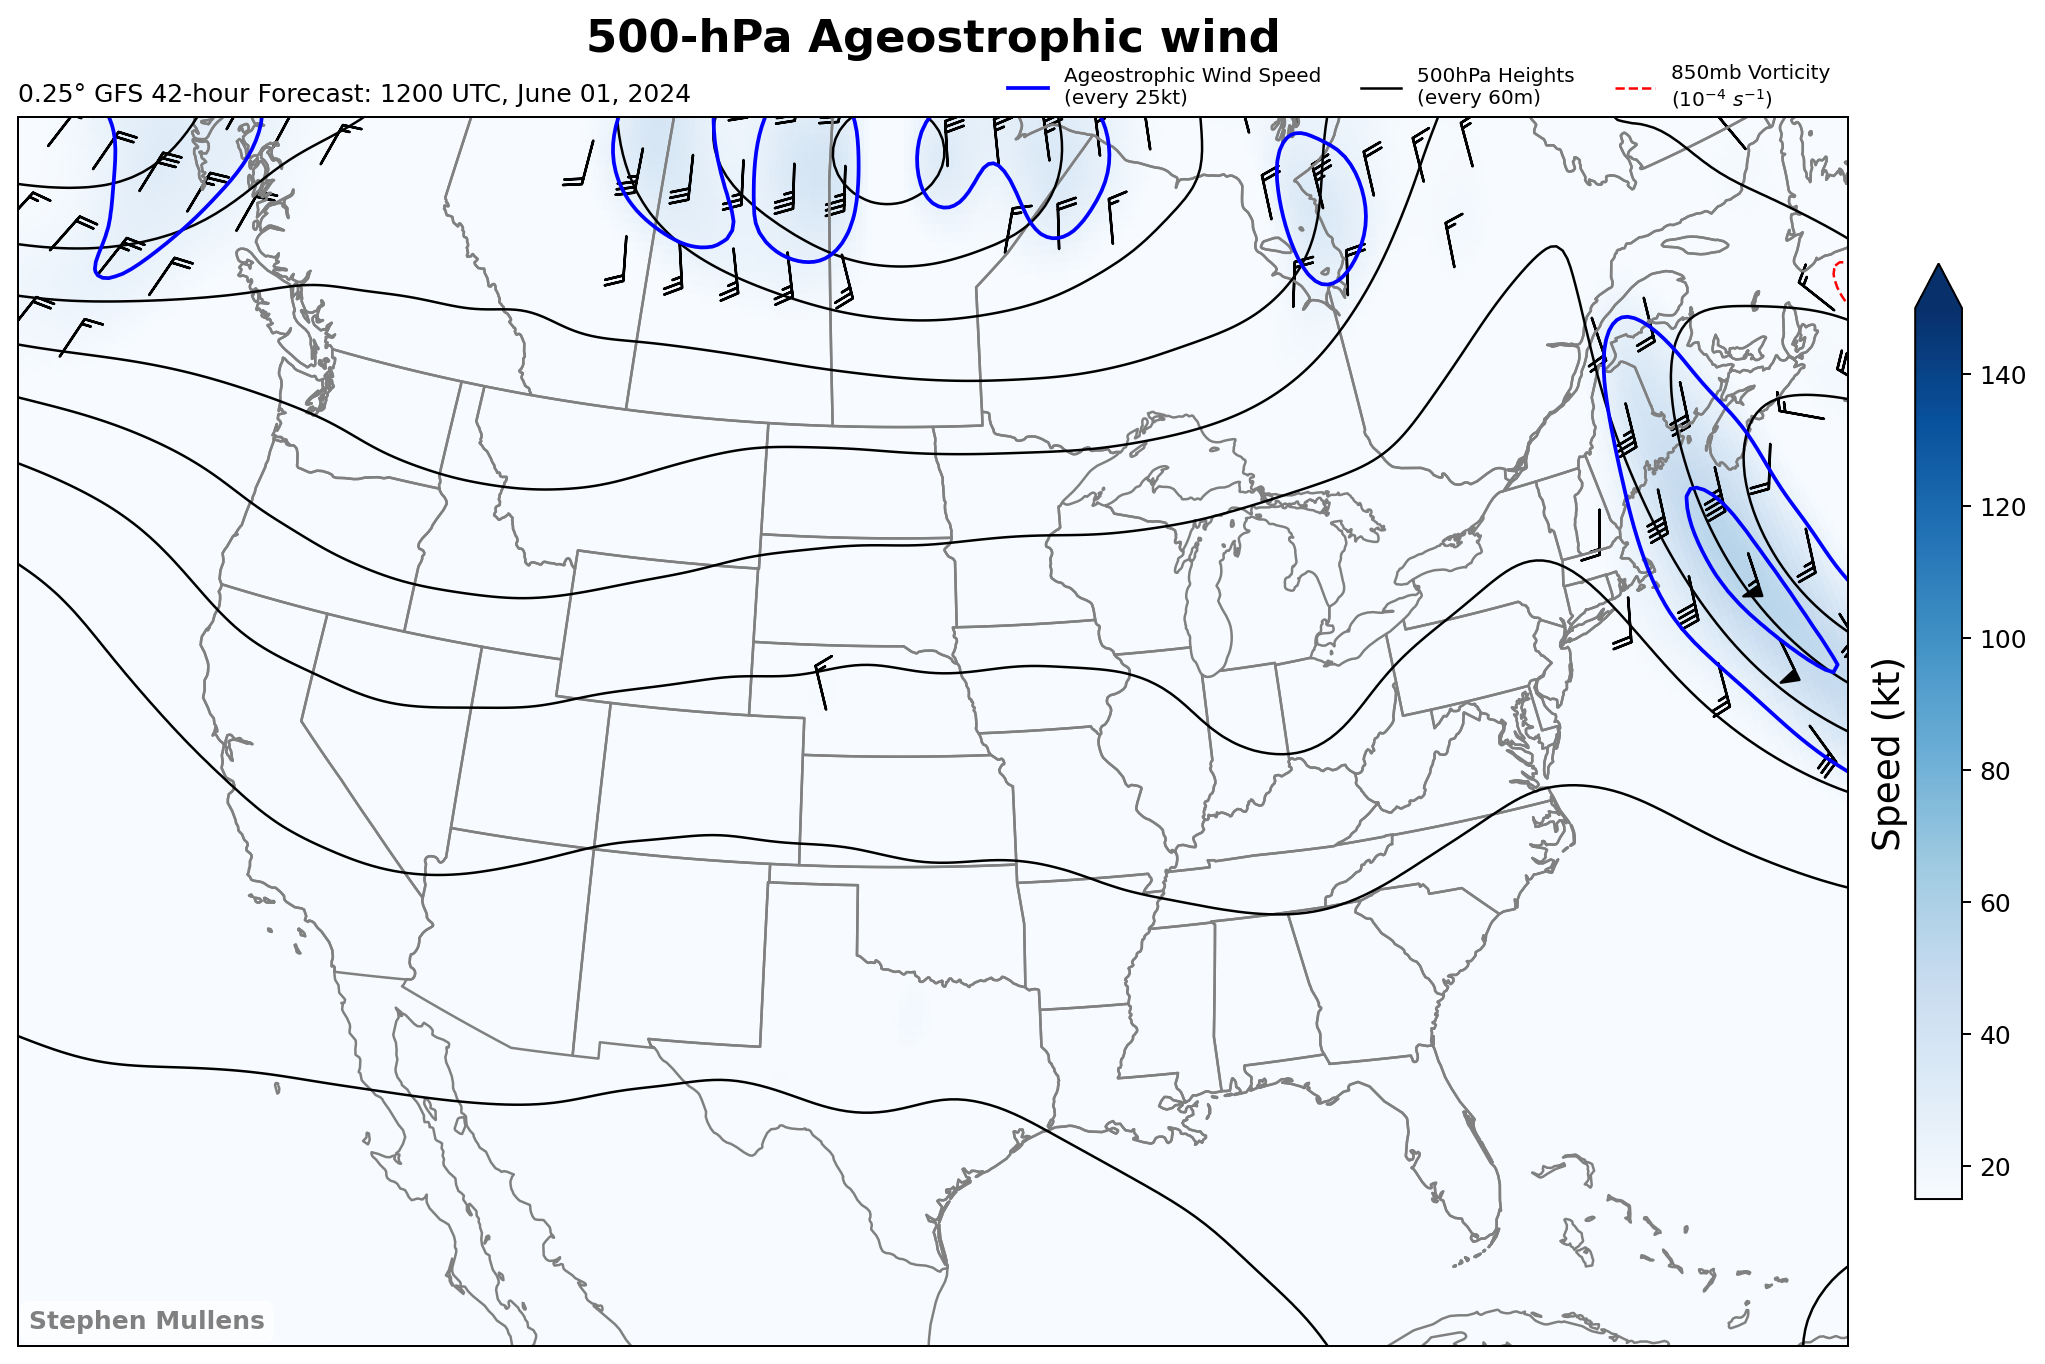 500-hPa Ageostrophic wind
0.25° GFS 42-hour Forecast: 1200 UTC, June 01, 2024
Ageostrophic Wind Speed
(every 25kt)
500hPa Heights
(every 60m)
850mb Vorticity
(10⁻⁴ s⁻¹)
140
120
100
80
60
40
20
Speed (kt)
Stephen Mullens